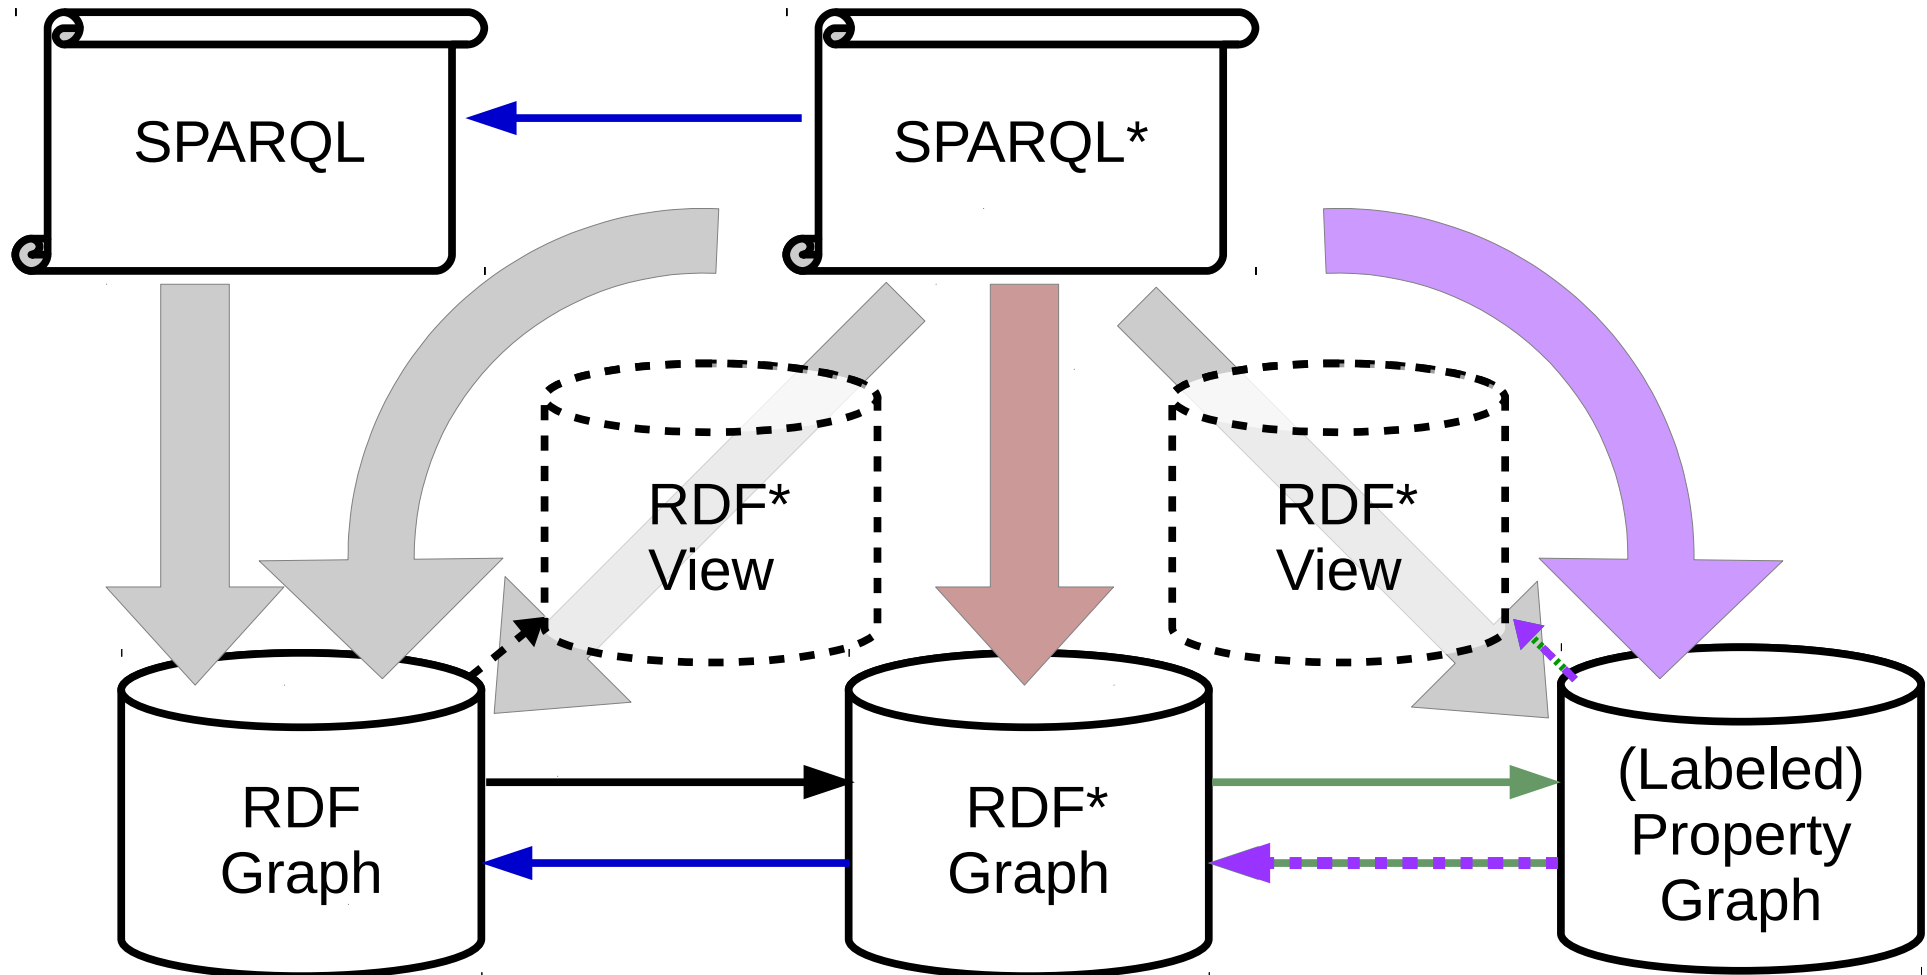 SPARQL
SPARQL*
RDF*
View
RDF*
View
RDF
Graph
RDF*
Graph
(Labeled)
Property
Graph